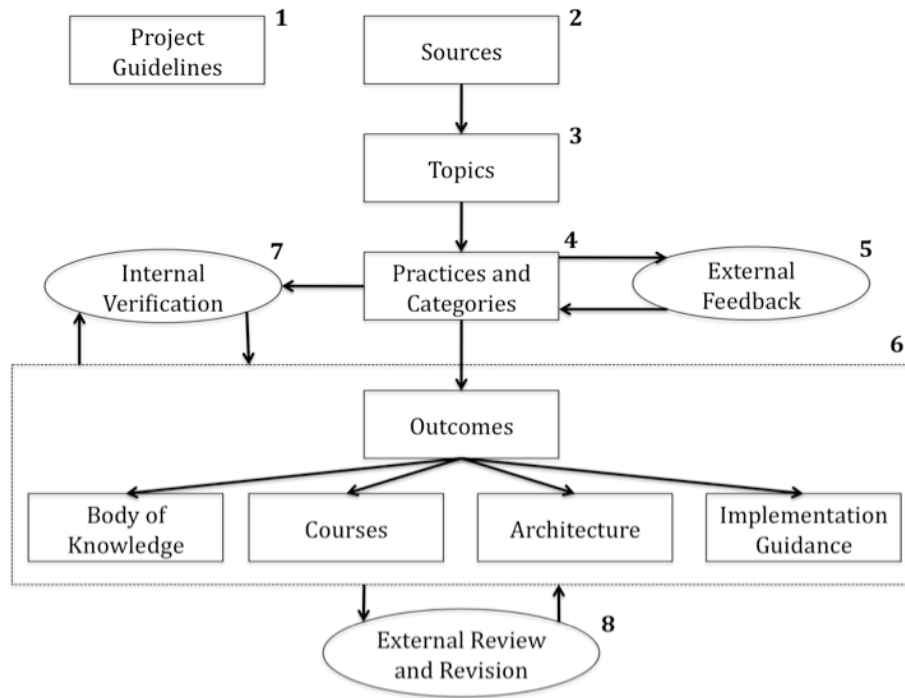 1
Project
Guidelines
2
Sources
3
Topics
4
Practices and
Categories
5
External
Feedback
7
Internal
Verification
6
Outcomes
Body of
Knowledge
Courses
Architecture
Implementation
Guidance
8
External Review
and Revision